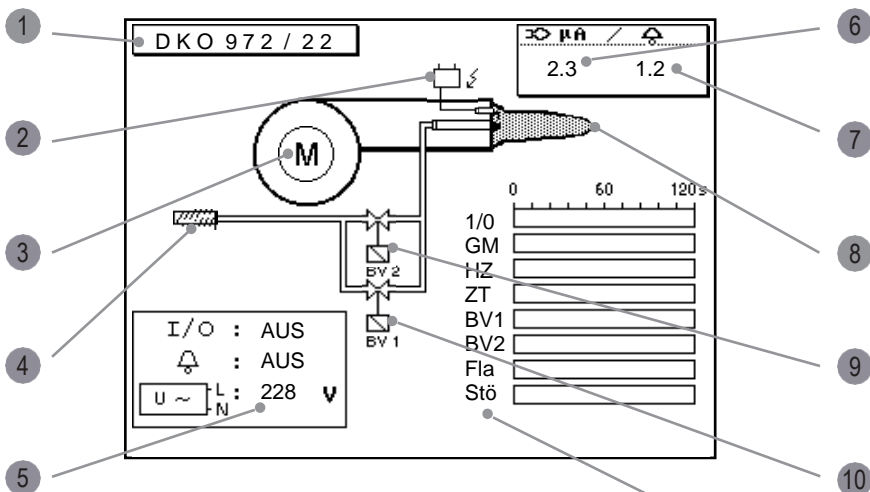 1
DKO 972 / 22
µA /
6
2.3 1.2
2
7
M
0 60 120s
3
8
1/0
GM
HZ
ZT
BV1
BV2
Fla
Stö
BV 2
BV 1
4
I/O : AUS
: AUS
U ~ L : 228 V
N
9
5
10